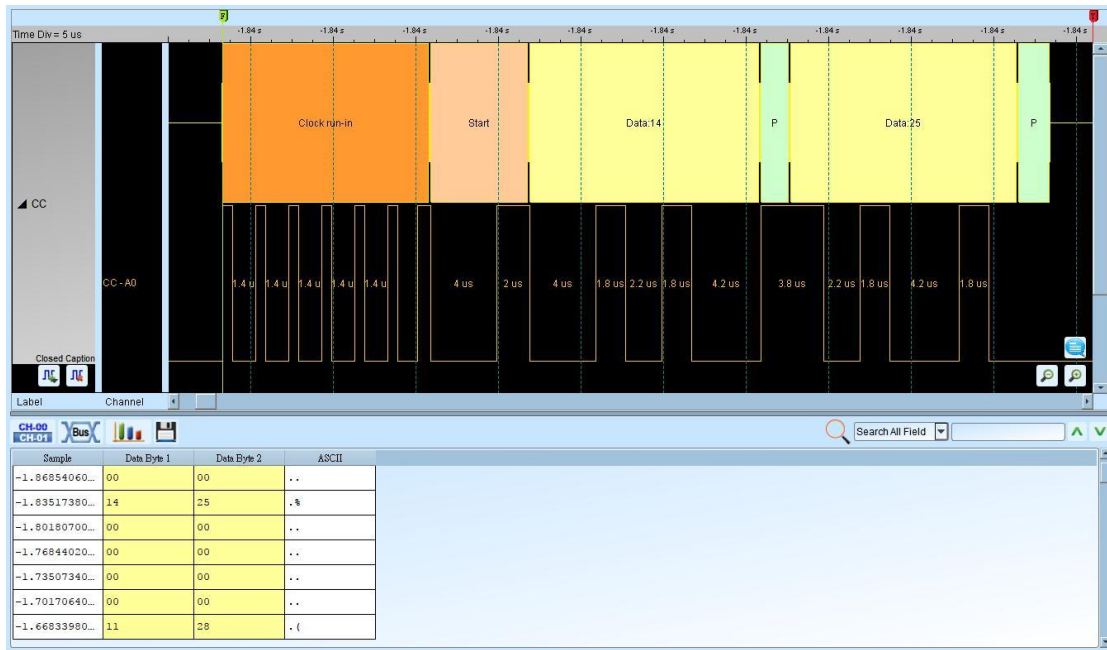 Time Div = 5 us
-1.84 s -1.84 s -1.84 s -1.84 s -1.84 s -1.84 s -1.84 s -1.84 s -1.84 s -1.84 s -1.84 s
Clock run-in Start Data:14 P Data:25 P
CC
CC - A0 1.4 u 1.4 u 1.4 u 1.4 u 1.4 u 4 us 2 us 4 us 1.8 us 2.2 us 1.8 us 4.2 us 3.8 us 2.2 us 1.8 us 4.2 us 1.8 us
Closed Caption
Label Channel
CH-00
CH-01 Bus Search All Field
Sample Data Byte 1 Data Byte 2 ASCII
-1.86854060... 00 00 ..
-1.83517380... 14 25 .%
-1.80180700... 00 00 ..
-1.76844020... 00 00 ..
-1.73507340... 00 00 ..
-1.70170640... 00 00 ..
-1.66833980... 11 28 .(